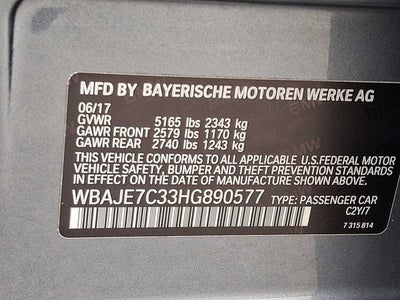 MFD BY BAYERISCHE MOTOREN WERKE AG
06/17
GVWR 5165 lbs 2343 kg
GAWR FRONT 2579 lbs 1170 kg
GAWR REAR 2740 lbs 1243 kg
THIS VEHICLE CONFORMS TO ALL APPLICABLE U.S.FEDERAL MOTOR
VEHICLE SAFETY, BUMPER AND THEFT PREVENTION STANDARDS IN
EFFECT ON THE DATE OF MANUFACTURE SHOWN ABOVE.
WBAJE7C33HG890577 TYPE: PASSENGER CAR
C2Y/7
7 315 814